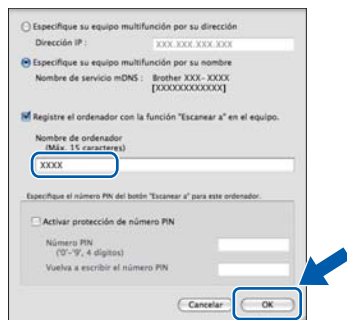 Especifique su equipo multifunción por su dirección
Dirección IP : XXX.XXX.XXX.XXX
Especifique su equipo multifunción por su nombre
Nombre de servicio mDNS : Brother XXX-XXXX
[XXXXXXXXXXXX]
Registre el ordenador con la función "Escanear a" en el equipo.
Nombre de ordenador
(Máx. 15 caracteres)
XXXX
Especifique el número PIN del botón "Escanear a" para este ordenador.
Activar protección de número PIN
Número PIN
('0'-'9', 4 dígitos)
Vuelva a escribir el número PIN
Cancelar OK